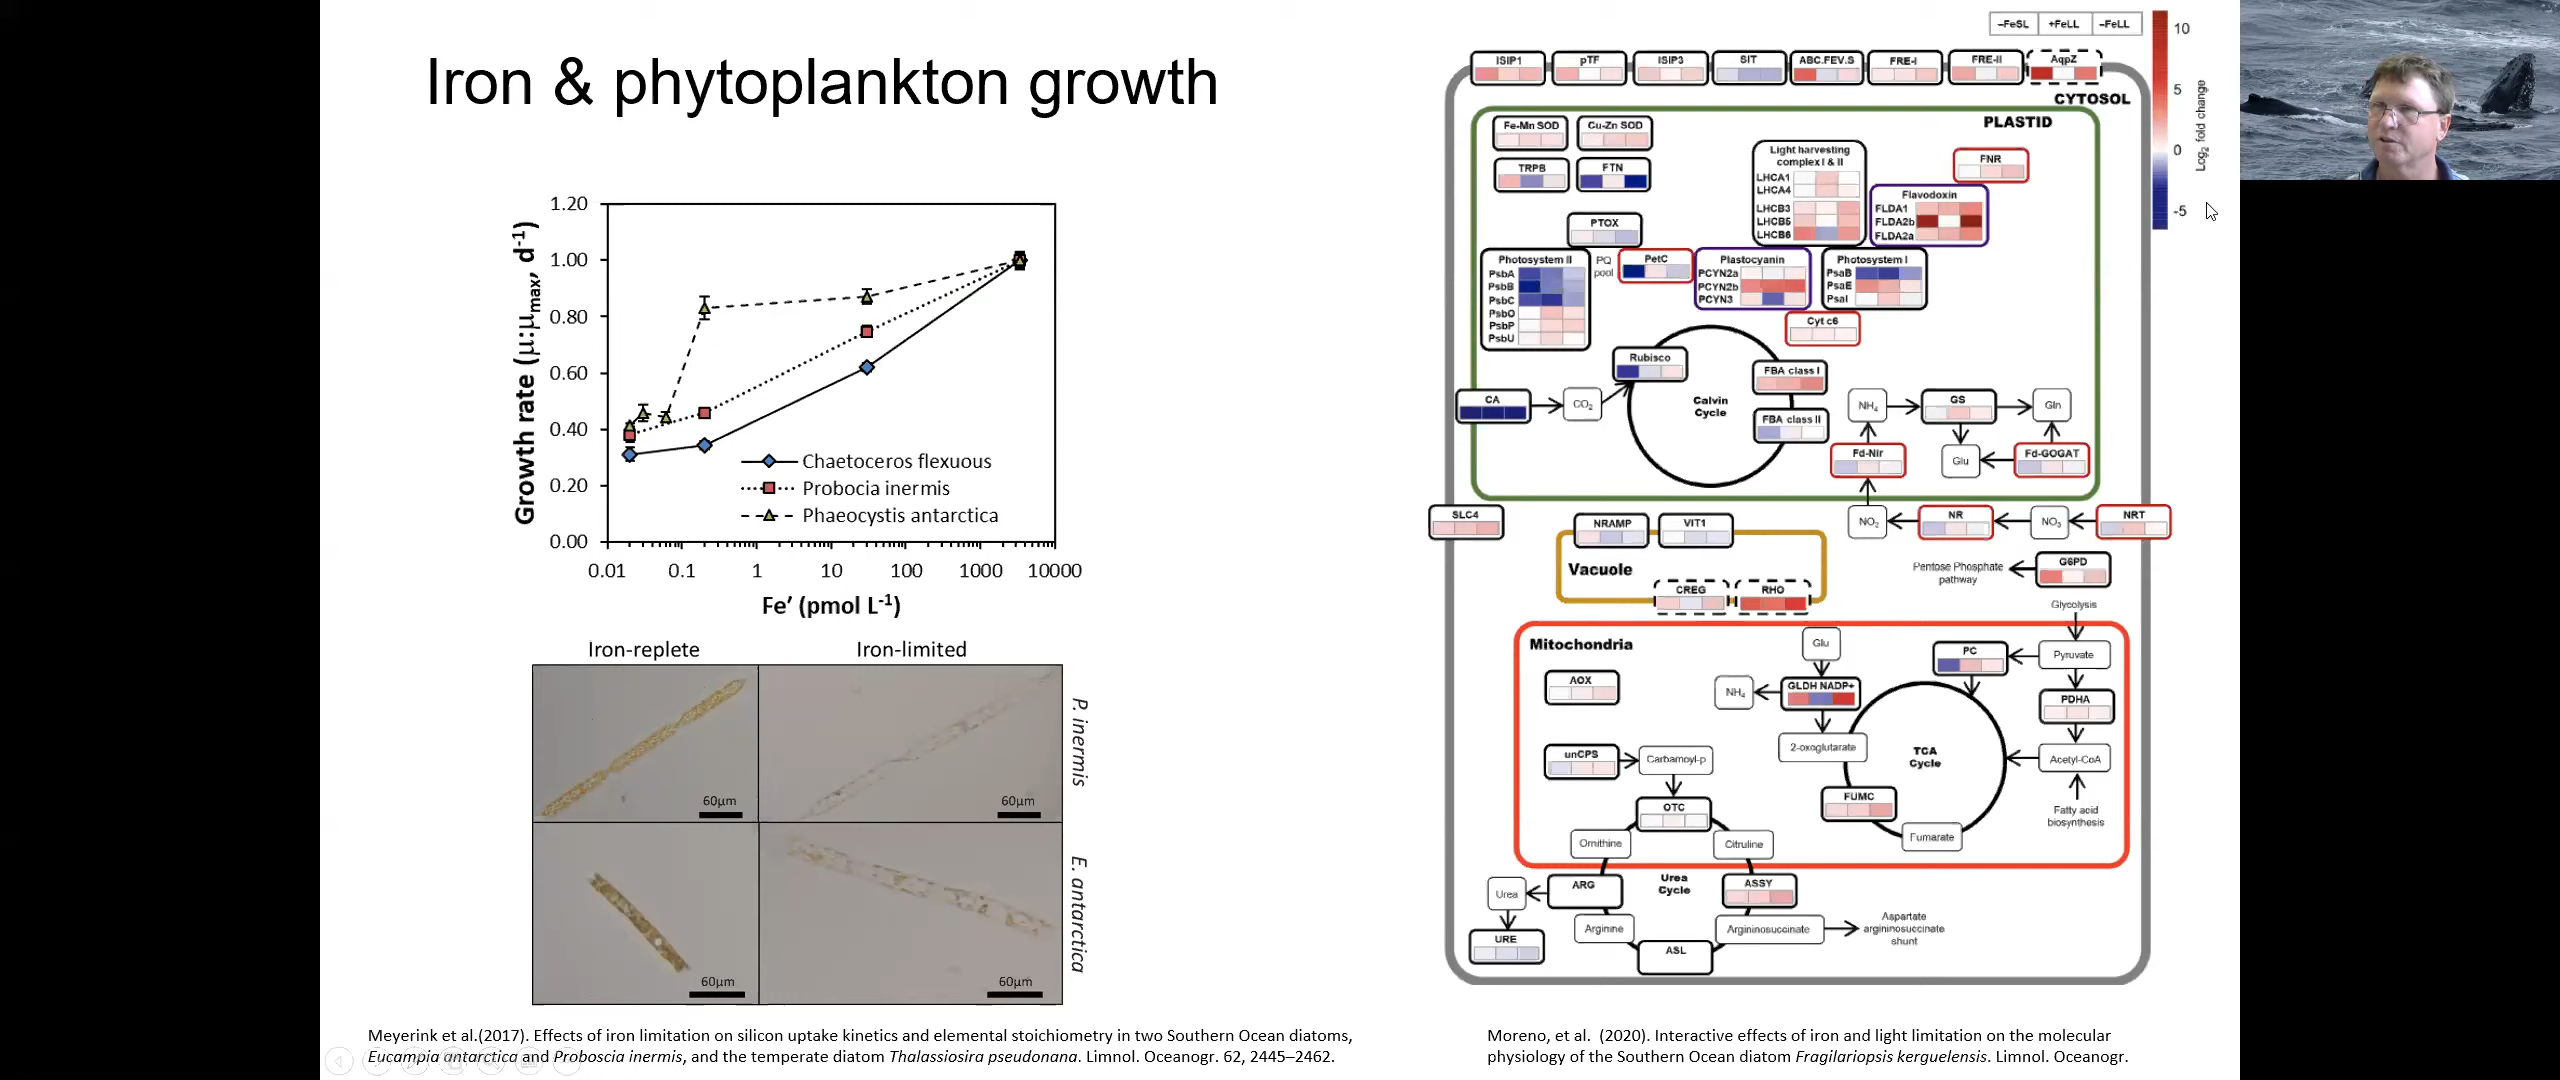 Iron & phytoplankton growth
Growth rate (µ:µmax, d-1)
1.20
1.00
0.80
0.60
0.40
0.20
0.00
Chaetoceros flexuous
Probocia inermis
Phaeocystis antarctica
0.01 0.1 1 10 100 1000 10000
Fe’ (pmol L-1)
Iron-replete Iron-limited
60µm 60µm
P. inermis
60µm 60µm
E. antarctica
Meyerink et al.(2017). Effects of iron limitation on silicon uptake kinetics and elemental stoichiometry in two Southern Ocean diatoms,
Eucampia antarctica and Proboscia inermis, and the temperate diatom Thalassiosira pseudonana. Limnol. Oceanogr. 62, 2445–2462.
–FeSL +FeLL –FeLL
10
5
0
-5
Log2 fold change
ISIP1 pTF ISIP3 SIT ABC.FEV.S FRE-I FRE-II AqpZ
CYTOSOL
PLASTID
Fe-Mn SOD Cu-Zn SOD
TRPB FTN
Light harvesting
complex I & II
LHCA1
LHCA4
LHCB3
LHCB5
LHCB6
FNR
Flavodoxin
FLDA1
FLDA2b
FLDA2a
PTOX
Photosystem II
PsbA
PsbB
PsbC
PsbO
PsbP
PsbU
PQ
pool
PetC
Plastocyanin
PCYN2a
PCYN2b
PCYN3
Photosystem I
PsaB
PsaE
PsaI
Cyt c6
Rubisco
FBA class I
FBA class II
Calvin
Cycle
CA
CO2
NH4
GS
Gln
Fd-Nir
Glu
Fd-GOGAT
SLC4
NRAMP VIT1
Vacuole
CREG RHO
NO2
NR
NO3
NRT
Pentose Phosphate
pathway
G6PD
Glycolysis
Mitochondria
Glu
PC
Pyruvate
AOX
NH4
GLDH NADP+
PDHA
2-oxoglutarate
TCA
Cycle
Acetyl-CoA
unCPS
Carbamoyl-p
FUMC
Fatty acid
biosynthesis
OTC
Fumarate
Ornithine
Citruline
Urea
ARG
Urea
Cycle
ASSY
Arginine
Argininosuccinate
Aspartate
argininosuccinate
shunt
URE
ASL
Moreno, et al. (2020). Interactive effects of iron and light limitation on the molecular
physiology of the Southern Ocean diatom Fragilariopsis kerguelensis. Limnol. Oceanogr.